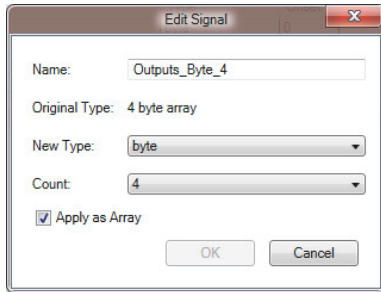 Edit Signal
Name: Outputs_Byte_4
Original Type: 4 byte array
New Type: byte
Count: 4
Apply as Array
OK Cancel